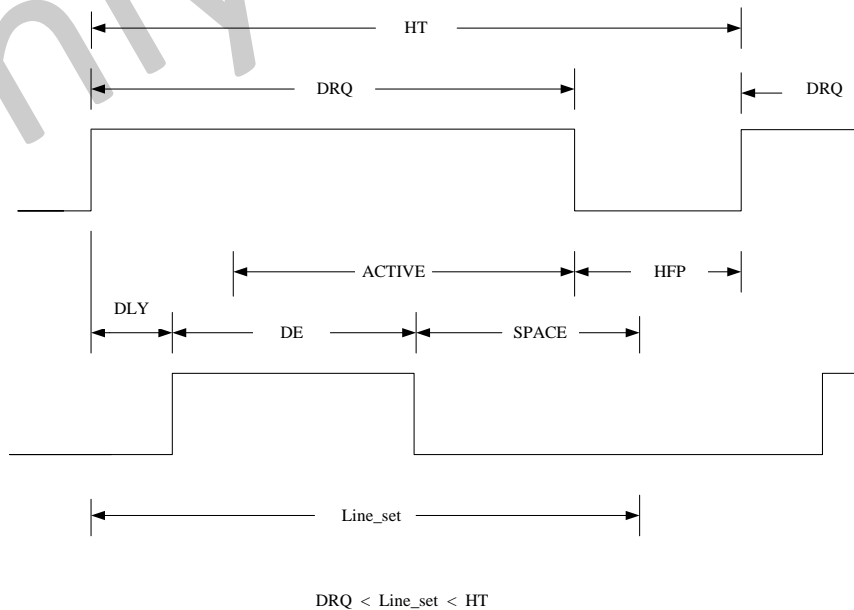 HT
DRQ DRQ
ACTIVE HFP
DLY
DE SPACE
Line_set
DRQ < Line_set < HT